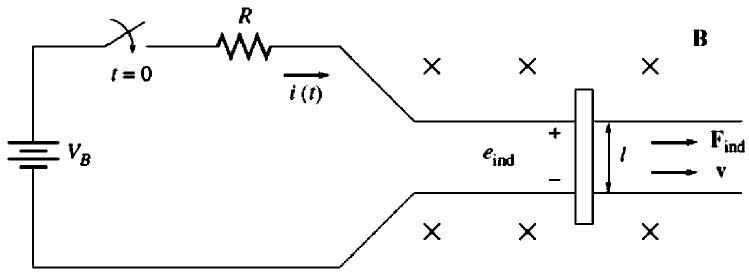 R
B
t = 0
i (t)
V_B
+
e_ind
−
l
F_ind
v